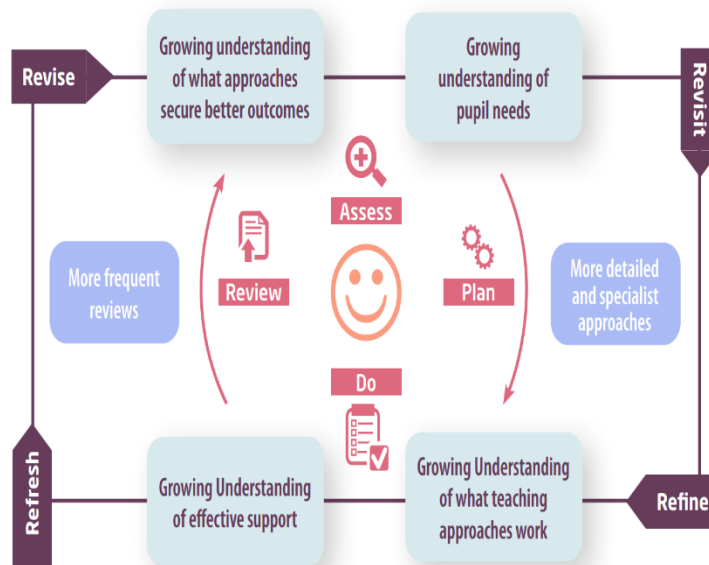 Revise
Growing understanding
of what approaches
secure better outcomes
Growing
understanding of
pupil needs
Revisit
Assess
Review
Plan
More frequent
reviews
More detailed
and specialist
approaches
Do
Refresh
Growing Understanding
of effective support
Growing Understanding
of what teaching
approaches work
Refine